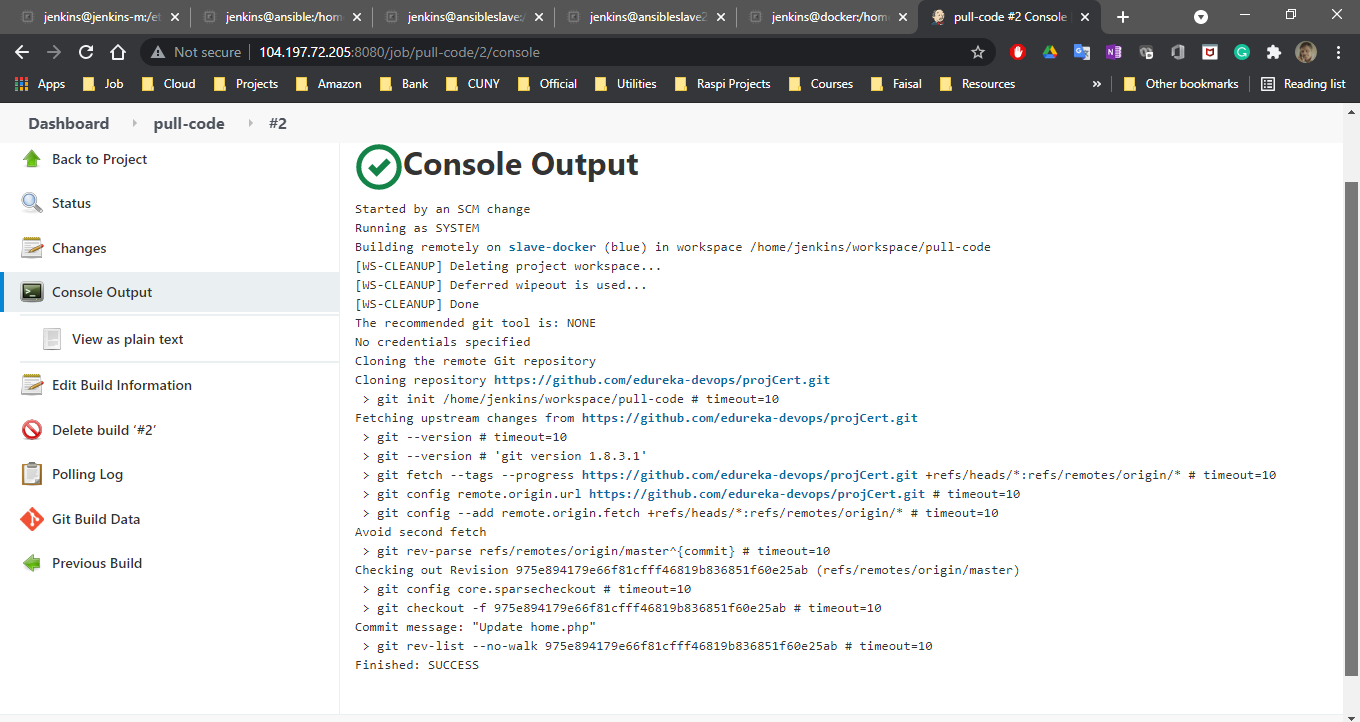 jenkins@jenkins-m:/et
jenkins@ansible:/hom
jenkins@ansibleslave:/
jenkins@ansibleslave2
jenkins@docker:/hom
pull-code #2 Console
Not secure
104.197.72.205:8080/job/pull-code/2/console
Apps
Job
Cloud
Projects
Amazon
Bank
CUNY
Official
Utilities
Raspi Projects
Courses
Faisal
Resources
»
Other bookmarks
Reading list
Dashboard
pull-code
#2
Back to Project
Status
Changes
Console Output
View as plain text
Edit Build Information
Delete build ‘#2’
Polling Log
Git Build Data
Previous Build
Console Output
Started by an SCM change
Running as SYSTEM
Building remotely on slave-docker (blue) in workspace /home/jenkins/workspace/pull-code
[WS-CLEANUP] Deleting project workspace...
[WS-CLEANUP] Deferred wipeout is used...
[WS-CLEANUP] Done
The recommended git tool is: NONE
No credentials specified
Cloning the remote Git repository
Cloning repository https://github.com/edureka-devops/projCert.git
> git init /home/jenkins/workspace/pull-code # timeout=10
Fetching upstream changes from https://github.com/edureka-devops/projCert.git
> git --version # timeout=10
> git --version # 'git version 1.8.3.1'
> git fetch --tags --progress https://github.com/edureka-devops/projCert.git +refs/heads/*:refs/remotes/origin/* # timeout=10
> git config remote.origin.url https://github.com/edureka-devops/projCert.git # timeout=10
> git config --add remote.origin.fetch +refs/heads/*:refs/remotes/origin/* # timeout=10
Avoid second fetch
> git rev-parse refs/remotes/origin/master^{commit} # timeout=10
Checking out Revision 975e894179e66f81cfff46819b836851f60e25ab (refs/remotes/origin/master)
> git config core.sparsecheckout # timeout=10
> git checkout -f 975e894179e66f81cfff46819b836851f60e25ab # timeout=10
Commit message: "Update home.php"
> git rev-list --no-walk 975e894179e66f81cfff46819b836851f60e25ab # timeout=10
Finished: SUCCESS